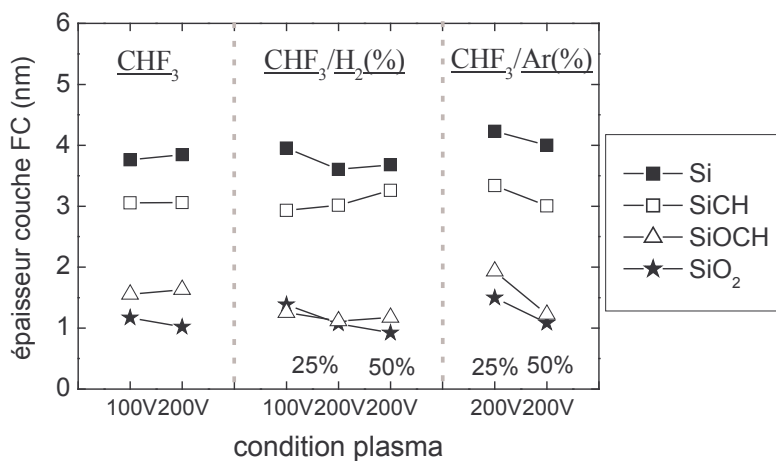 6
5
4
3
2
1
0
épaisseur couche FC (nm)
CHF₃
CHF₃/H₂(%)
CHF₃/Ar(%)
25%
50%
25%
50%
100V200V
100V200V200V
200V200V
condition plasma
Si
SiCH
SiOCH
SiO₂